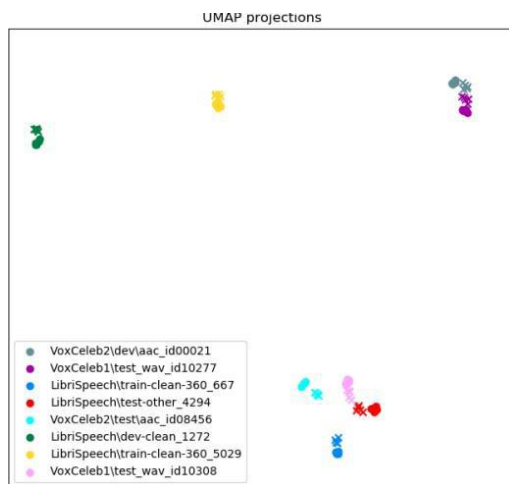 UMAP projections
VoxCeleb2\dev\aac_id00021
VoxCeleb1\test_wav_id10277
LibriSpeech\train-clean-360_667
LibriSpeech\test-other_4294
VoxCeleb2\test\aac_id08456
LibriSpeech\dev-clean_1272
LibriSpeech\train-clean-360_5029
VoxCeleb1\test_wav_id10308